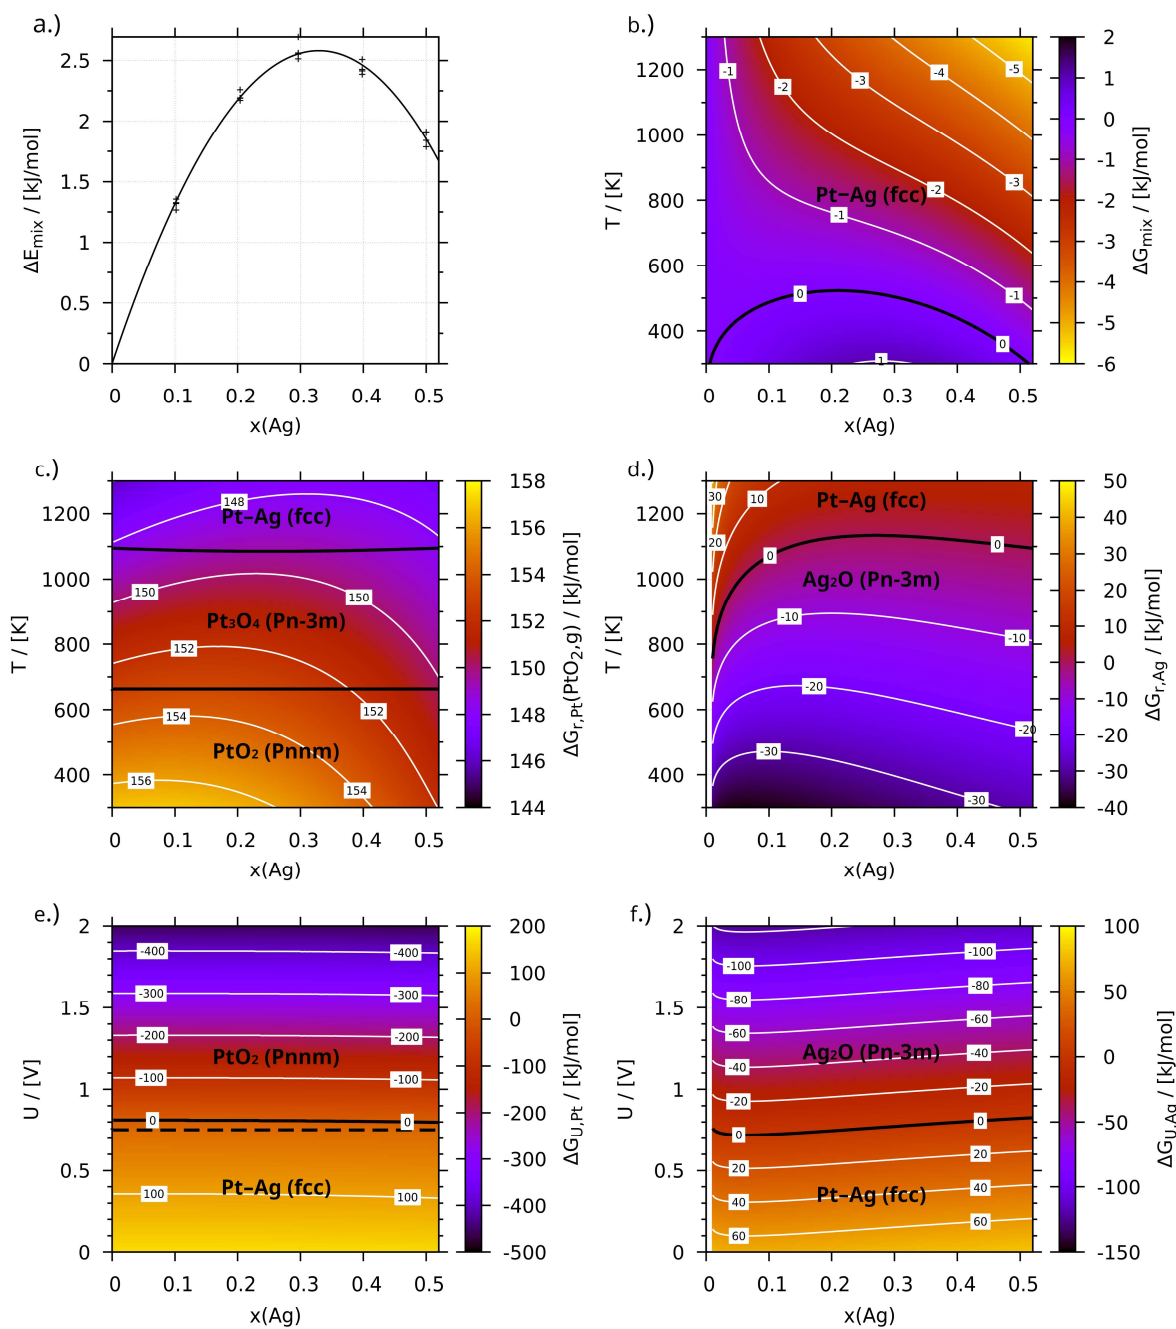 a.)
2.5
2
1.5
1
0.5
0
ΔE_mix / [kJ/mol]
0 0.1 0.2 0.3 0.4 0.5
x(Ag)
b.)
1200
1000
800
600
400
T / [K]
-1 -2 -3 -4 -5
-3
Pt–Ag (fcc) -2
-1
-1
0
0
1
0 0.1 0.2 0.3 0.4 0.5
x(Ag)
2
1
0
-1
-2
-3
-4
-5
-6
ΔG_mix / [kJ/mol]
c.)
1200
1000
800
600
400
T / [K]
148
Pt–Ag (fcc)
150 150
Pt₃O₄ (Pn-3m)
152
152
154
PtO₂ (Pnnm)
156
154
0 0.1 0.2 0.3 0.4 0.5
x(Ag)
158
156
154
152
150
148
146
144
ΔG_r,Pt(PtO_2,g) / [kJ/mol]
d.)
1200
1000
800
600
400
T / [K]
30 10 Pt–Ag (fcc)
20 0 0
Ag₂O (Pn-3m)
-10
-10
-20
-20
-30
-30
0 0.1 0.2 0.3 0.4 0.5
x(Ag)
50
40
30
20
10
0
-10
-20
-30
-40
ΔG_r,Ag / [kJ/mol]
e.)
2
1.5
1
0.5
0
U / [V]
-400 -400
-300 -300
-200 -200
PtO₂ (Pnnm)
-100 -100
0 0
Pt–Ag (fcc)
100 100
0 0.1 0.2 0.3 0.4 0.5
x(Ag)
200
100
0
-100
-200
-300
-400
-500
ΔG_U,Pt / [kJ/mol]
f.)
2
1.5
1
0.5
0
U / [V]
-100 -100
-80 -80
-60 -60
Ag₂O (Pn-3m)
-40 -40
-20 -20
0 0
20 20
40 40
Pt–Ag (fcc)
60 60
0 0.1 0.2 0.3 0.4 0.5
x(Ag)
100
50
0
-50
-100
-150
ΔG_U,Ag / [kJ/mol]